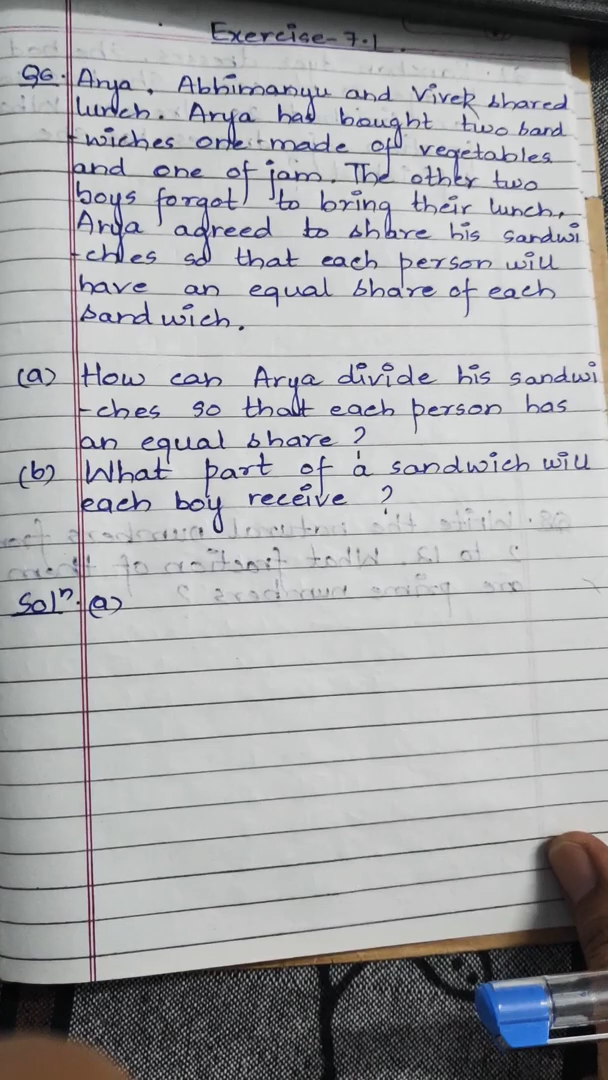 Exercise-7.1
Q6. Arya, Abhimanyu and Vivek shared
lunch. Arya had bought two sand
-wiches one made of vegetables
and one of jam. The other two
boys forgot to bring their lunch.
Arya agreed to share his sandwi
-ches so that each person will
have an equal share of each
sandwich.
(a) How can Arya divide his sandwi
-ches so that each person has
an equal share?
(b) What part of a sandwich will
each boy receive?
Solⁿ. (a)